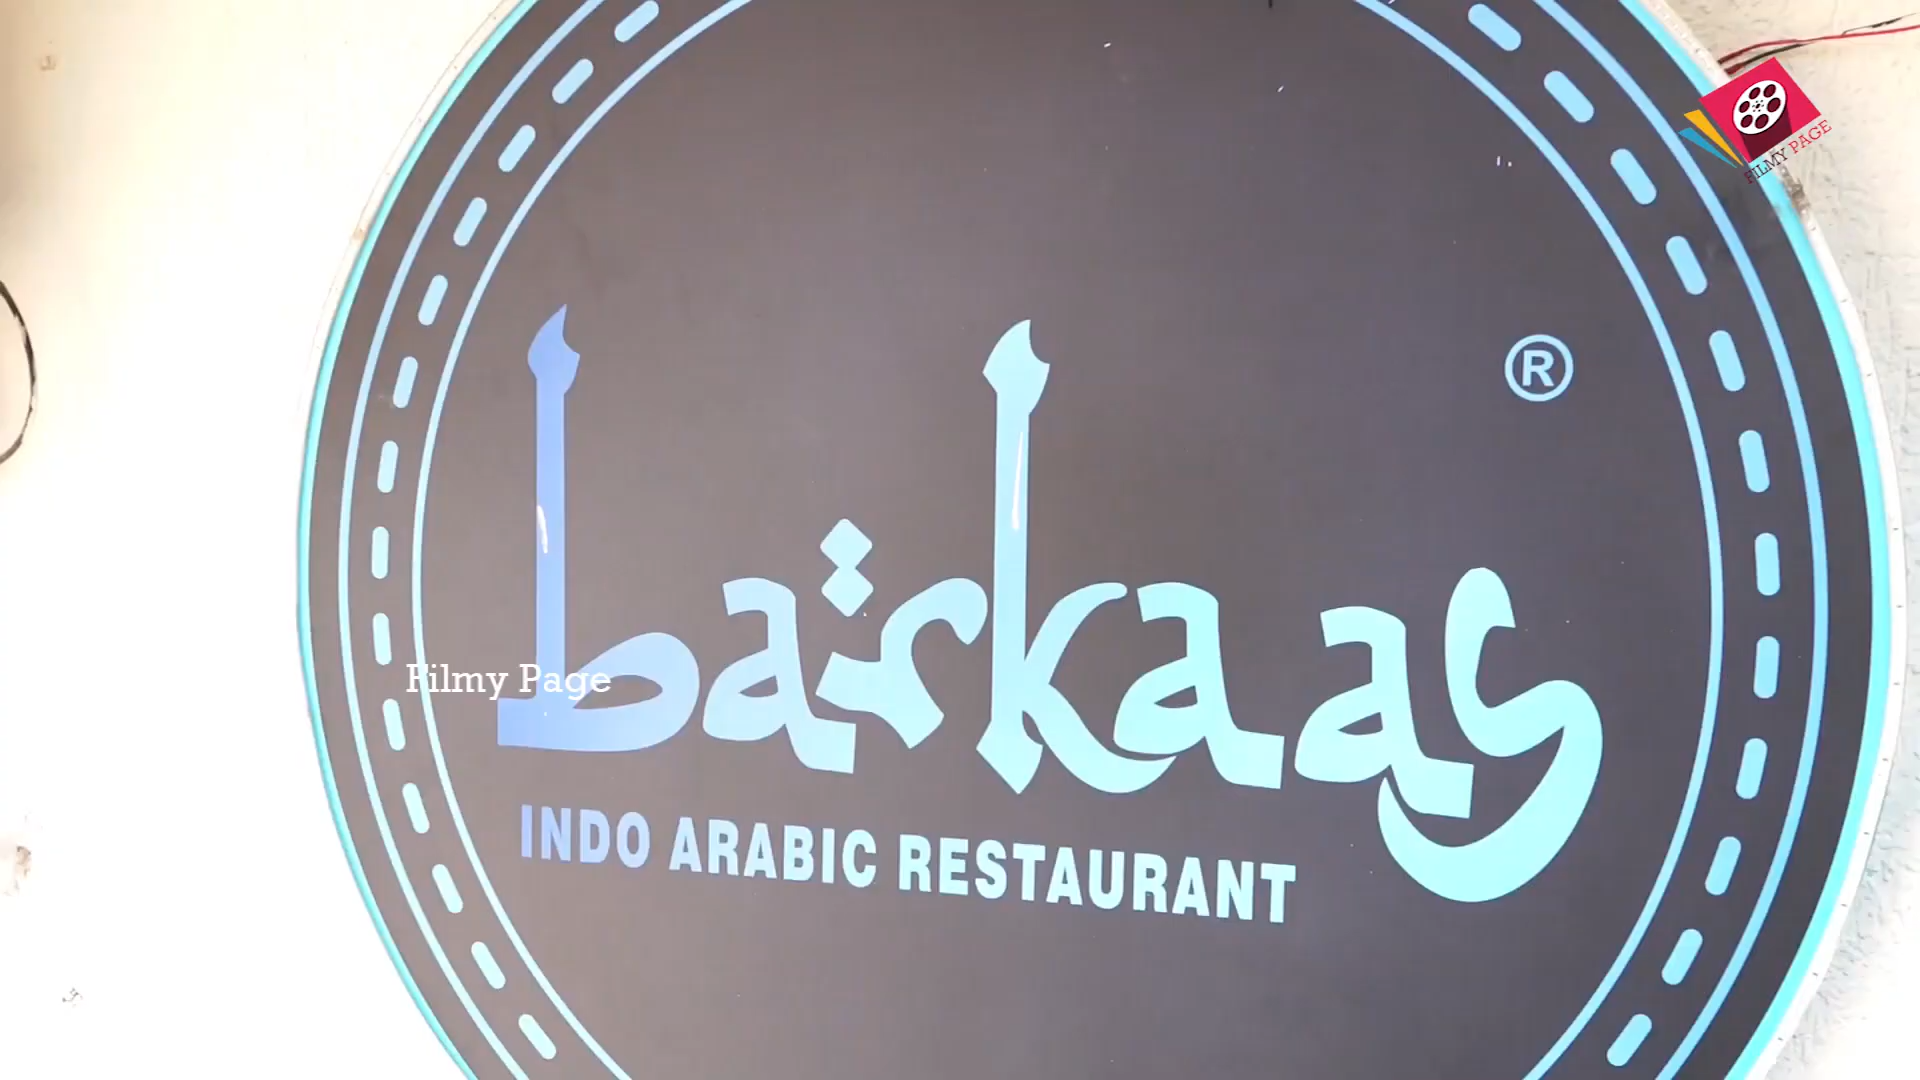 FILMY PAGE
®
barkaas
Filmy Page
INDO ARABIC RESTAURANT